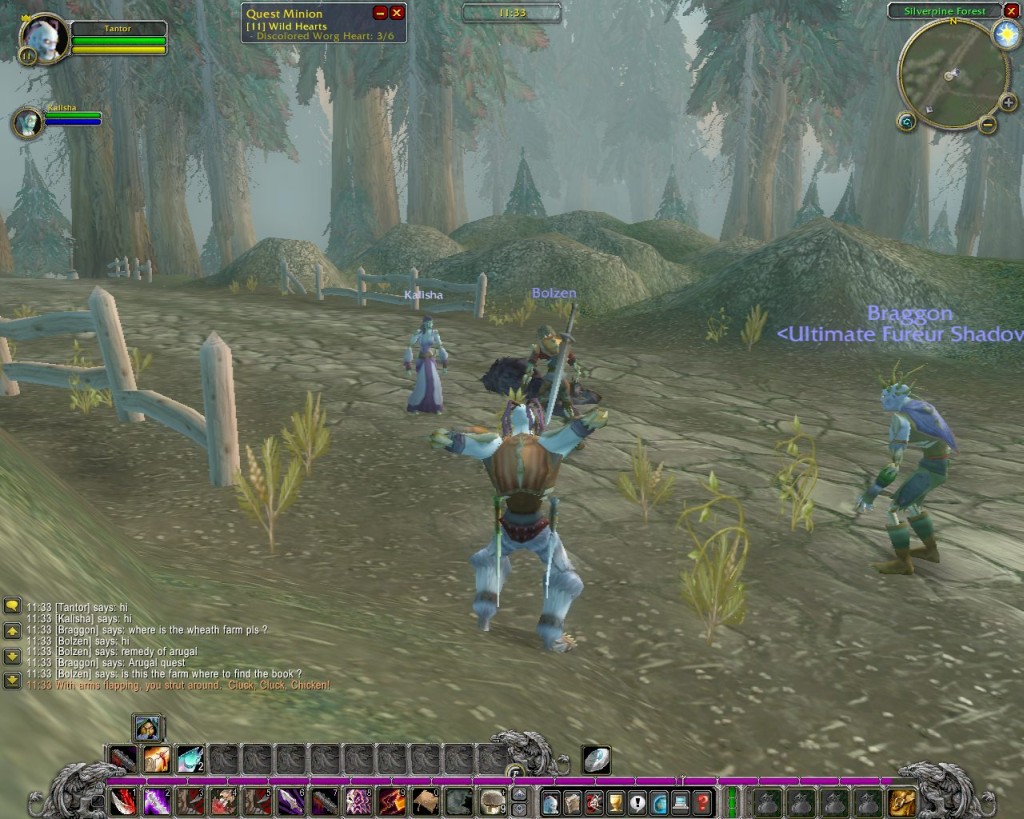 Tantor
11
Kalisha
Quest Minion
[11] Wild Hearts
- Discolored Worg Heart: 3/6
11:33
Silverpine Forest
N
Kalisha
Bolzen
Braggon
<Ultimate Fureur Shadow
11:33 [Tantor] says: hi
11:33 [Kalisha] says: hi
11:33 [Braggon] says: where is the wheath farm pls ?
11:33 [Bolzen] says: hi
11:33 [Bolzen] says: remedy of arugal
11:33 [Braggon] says: Arugal quest
11:33 [Bolzen] says: is this the farm where to find the book ?
11:33 With arms flapping, you strut around. Cluck, Cluck, Chicken!
2